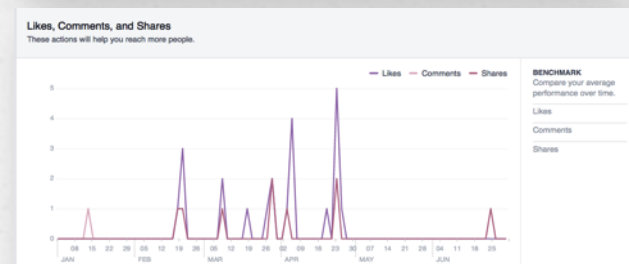 Likes, Comments, and Shares
These actions will help you reach more people.
Likes Comments Shares
5
4
3
2
1
0
08 15 22 29 05 12 19 26 05 12 19 26 02 09 16 23 30 07 14 21 28 04 11 18 25
JAN FEB MAR APR MAY JUN
BENCHMARK
Compare your average
performance over time.
Likes
Comments
Shares